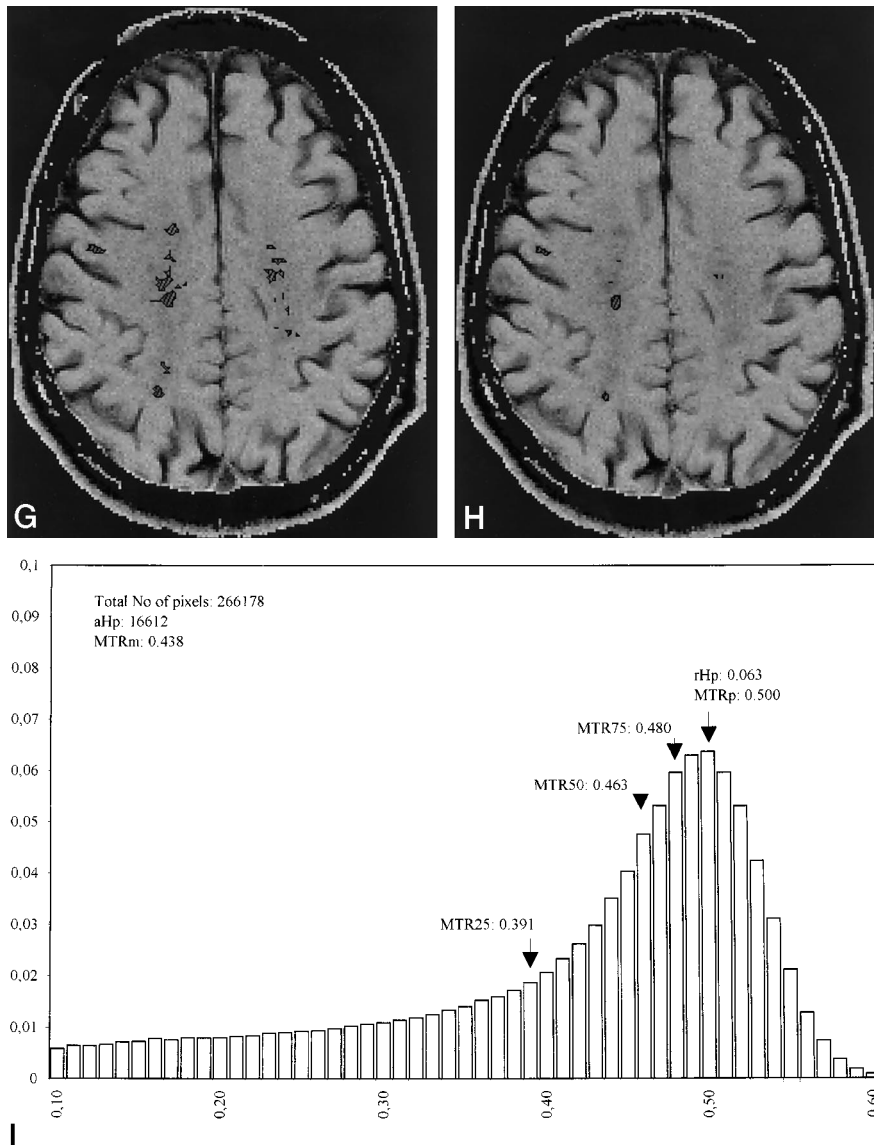 G
H
0,1
Total No of pixels: 266178
aHp: 16612
MTRm: 0.438
0,09
0,08
rHp: 0.063
MTRp: 0.500
0,07
MTR75: 0.480
0,06
MTR50: 0.463
0,05
0,04
0,03
MTR25: 0.391
0,02
0,01
0
0,10
0,20
0,30
0,40
0,50
0,60
I